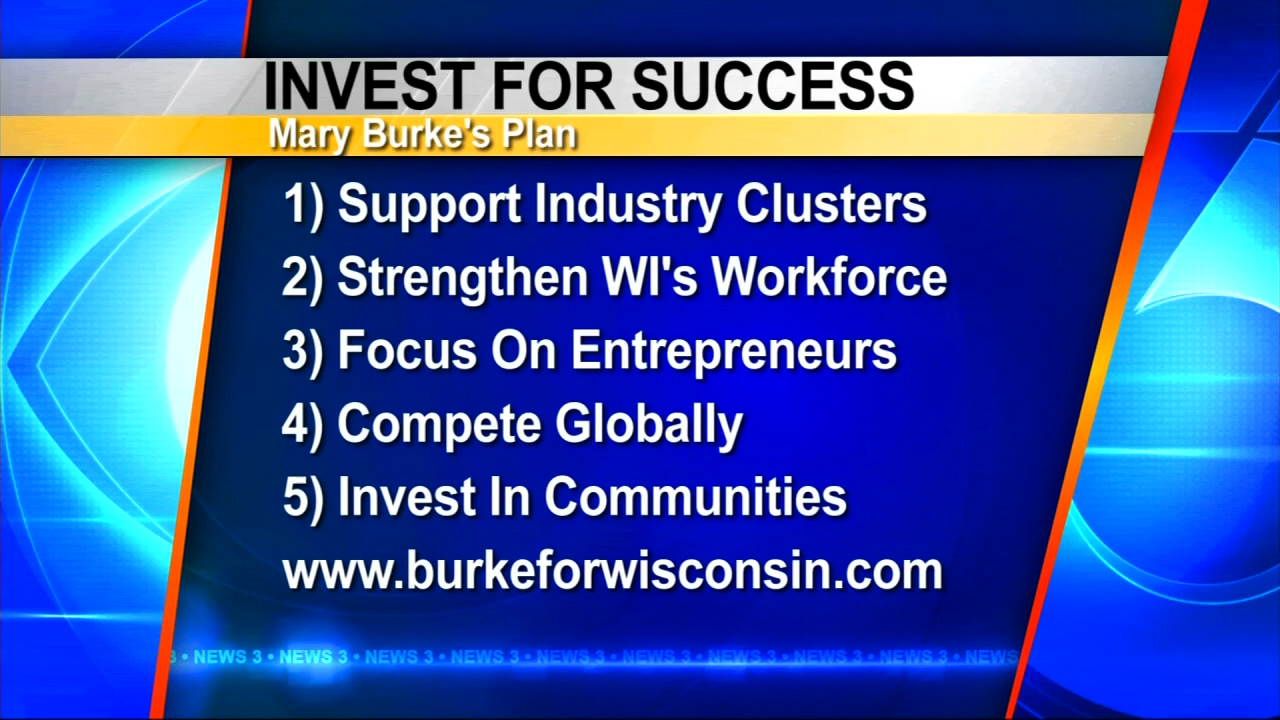 INVEST FOR SUCCESS
Mary Burke's Plan
1) Support Industry Clusters
2) Strengthen WI's Workforce
3) Focus On Entrepreneurs
4) Compete Globally
5) Invest In Communities
www.burkeforwisconsin.com
3 • NEWS 3 • NEWS 3 • NEWS 3 • NEWS 3 • NEWS 3 • NEWS 3 • NEWS 3 • NEWS 3 • NEWS 3 • NEWS